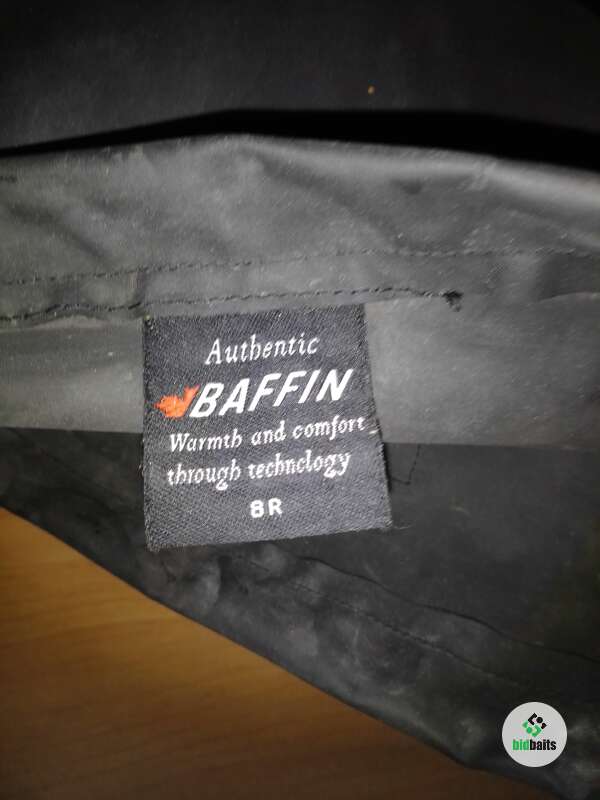 Authentic
BAFFIN
Warmth and comfort
through technology
8R
bidbaits